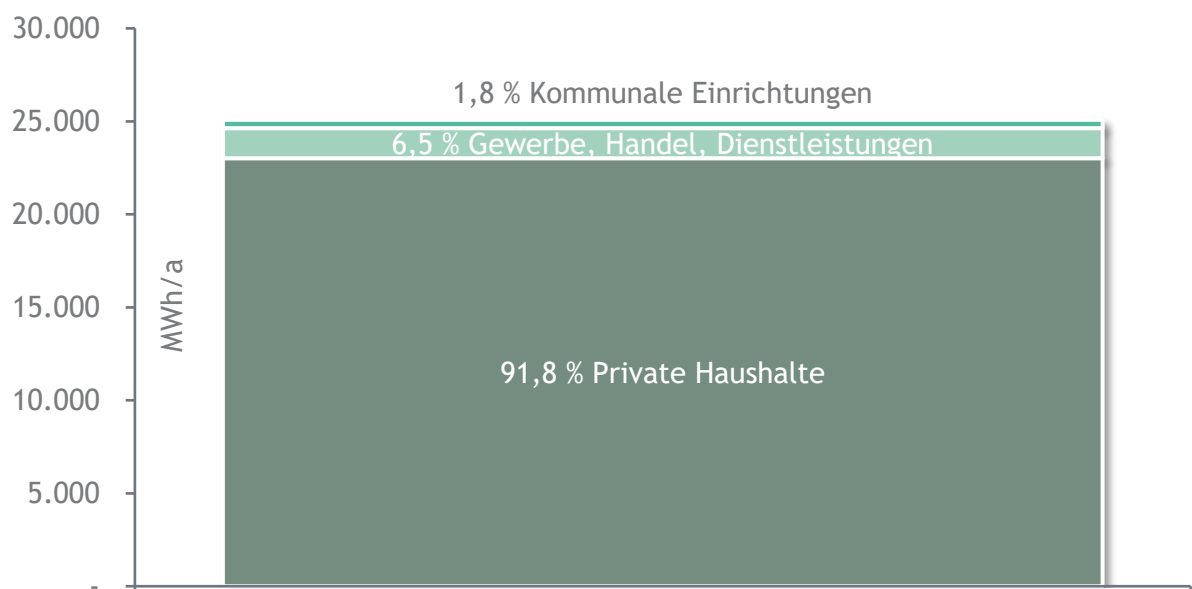 30.000
1,8 % Kommunale Einrichtungen
25.000
6,5 % Gewerbe, Handel, Dienstleistungen
20.000
MWh/a
15.000
91,8 % Private Haushalte
10.000
5.000
-